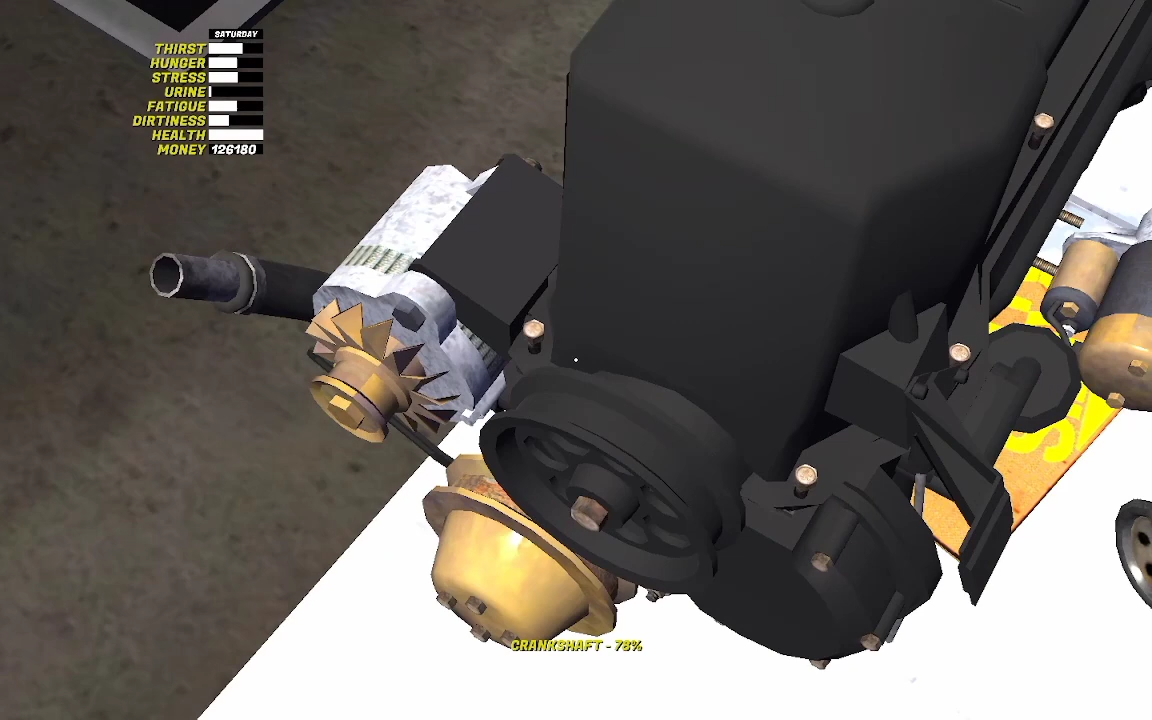 SATURDAY
THIRST
HUNGER
STRESS
URINE
FATIGUE
DIRTINESS
HEALTH
MONEY 126180
CRANKSHAFT - 78%